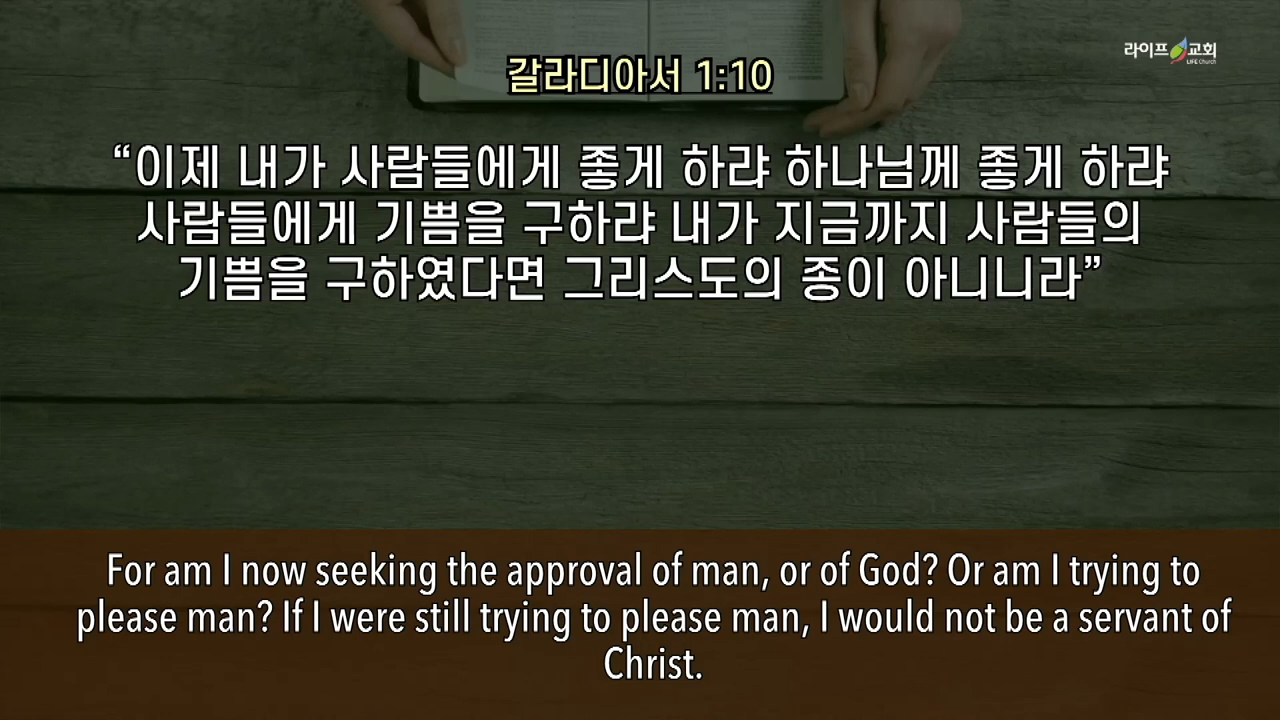 라이프 교회
LIFE Church
갈라디아서 1:10
“이제 내가 사람들에게 좋게 하랴 하나님께 좋게 하랴
사람들에게 기쁨을 구하랴 내가 지금까지 사람들의
기쁨을 구하였다면 그리스도의 종이 아니니라”
For am I now seeking the approval of man, or of God? Or am I trying to
please man? If I were still trying to please man, I would not be a servant of
Christ.